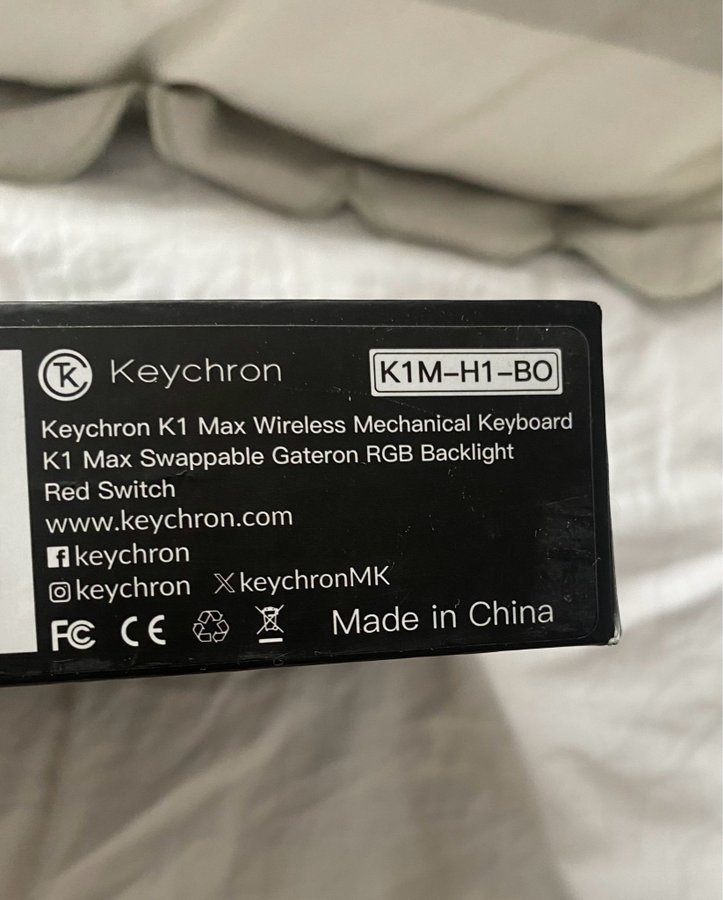 Keychron
K1M-H1-BO
Keychron K1 Max Wireless Mechanical Keyboard
K1 Max Swappable Gateron RGB Backlight
Red Switch
www.keychron.com
keychron
keychron XkeychronMK
FC CE Made in China